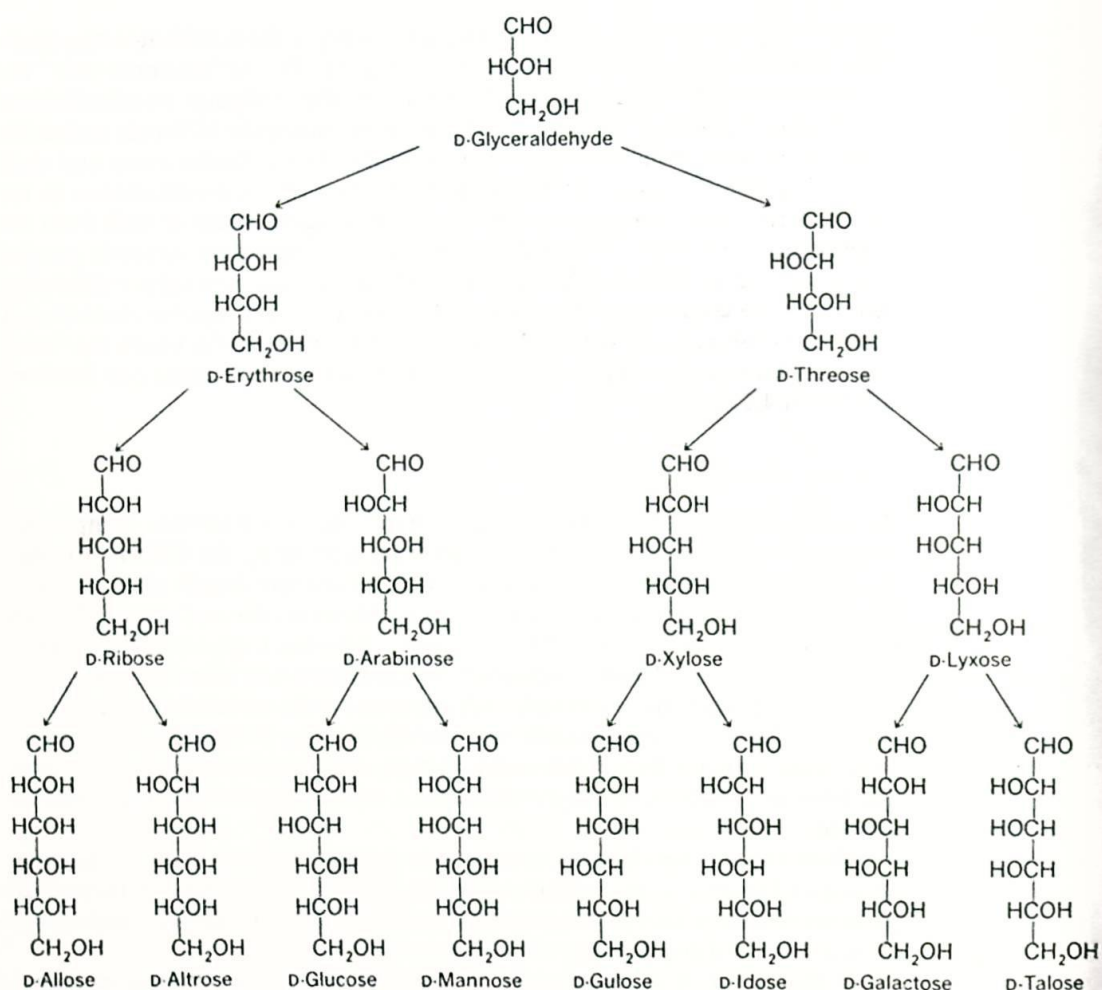 CHO
HCOH
CH₂OH
D-Glyceraldehyde
CHO
HCOH
HCOH
CH₂OH
D-Erythrose
CHO
HOCH
HCOH
CH₂OH
D-Threose
CHO
HCOH
HCOH
HCOH
CH₂OH
D-Ribose
CHO
HOCH
HCOH
HCOH
CH₂OH
D-Arabinose
CHO
HCOH
HOCH
HCOH
CH₂OH
D-Xylose
CHO
HOCH
HOCH
HCOH
CH₂OH
D-Lyxose
CHO
HCOH
HCOH
HCOH
HCOH
CH₂OH
D-Allose
CHO
HOCH
HCOH
HCOH
HCOH
CH₂OH
D-Altrose
CHO
HCOH
HOCH
HCOH
HCOH
CH₂OH
D-Glucose
CHO
HOCH
HOCH
HCOH
HCOH
CH₂OH
D-Mannose
CHO
HCOH
HCOH
HOCH
HCOH
CH₂OH
D-Gulose
CHO
HOCH
HCOH
HOCH
HCOH
CH₂OH
D-Idose
CHO
HCOH
HOCH
HOCH
HCOH
CH₂OH
D-Galactose
CHO
HOCH
HOCH
HOCH
HCOH
CH₂OH
D-Talose